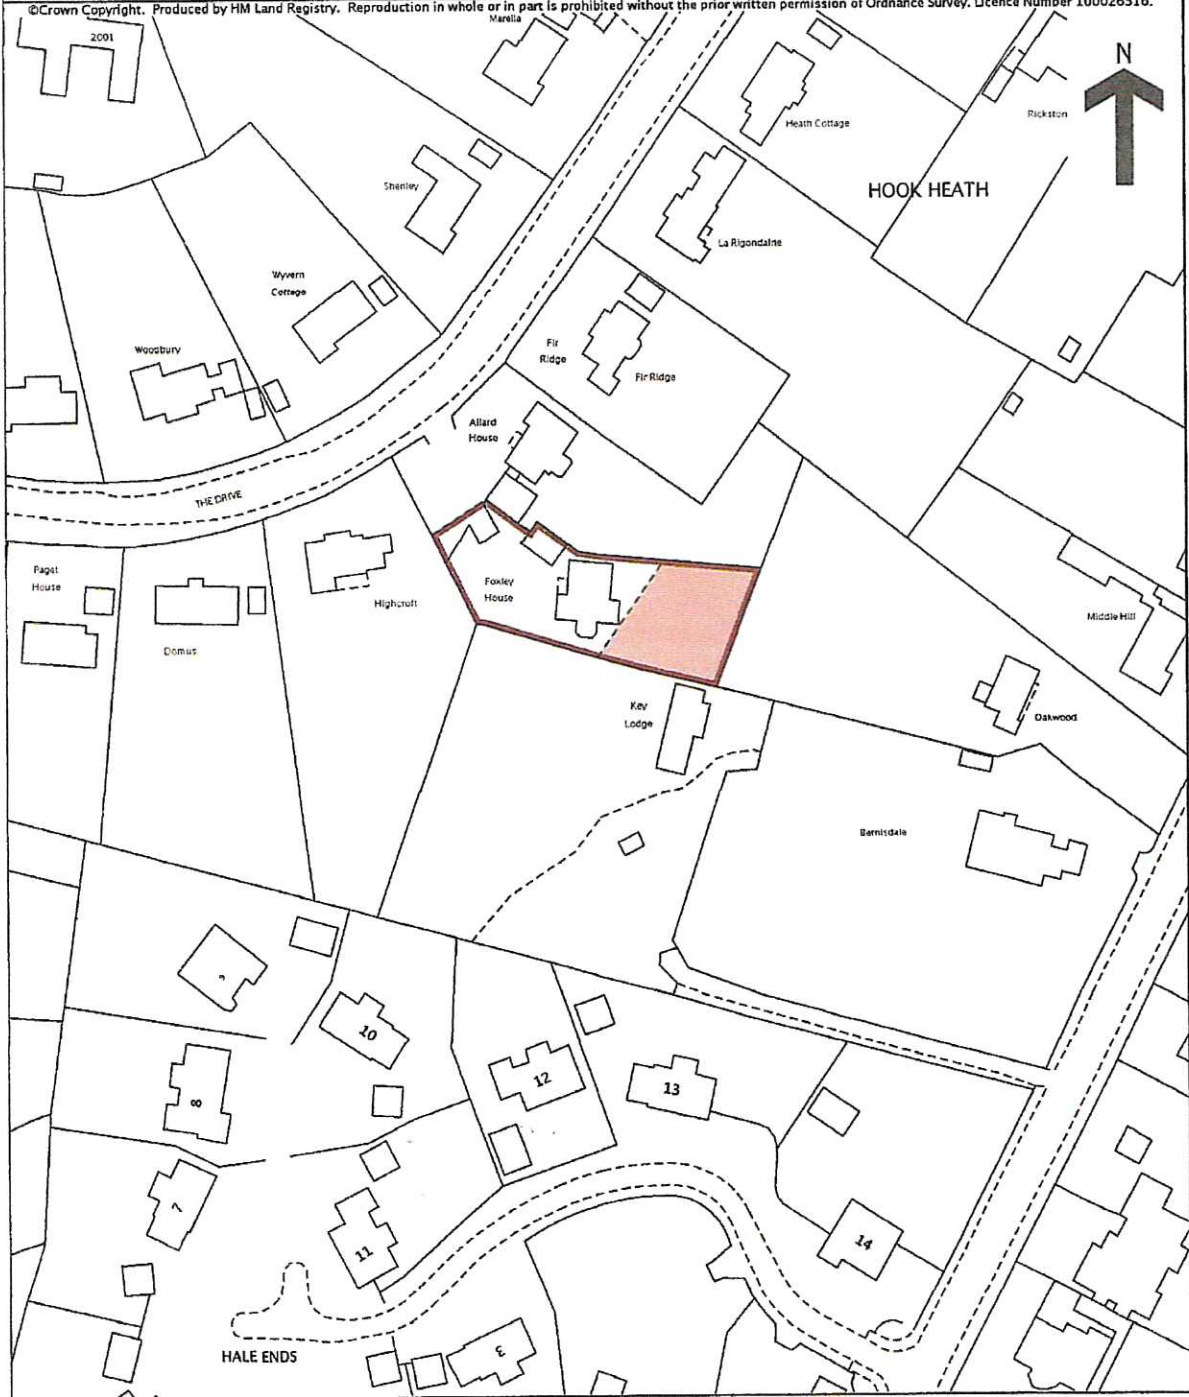 ©Crown Copyright. Produced by HM Land Registry. Reproduction in whole or in part is prohibited without the prior written permission of Ordnance Survey. Licence Number 100026316.
Marella
2001
N
Heath Cottage
Rickston
Shenley
HOOK HEATH
La Rigondaine
Wyvern
Cottage
Woodbury
Fir
Ridge
Fir Ridge
Allard
House
THE DRIVE
Paget
House
Foxley
House
Highcroft
Middle Hill
Domus
Key
Lodge
Oakwood
Bernisdale
9
10
12
13
8
7
11
14
3
HALE ENDS